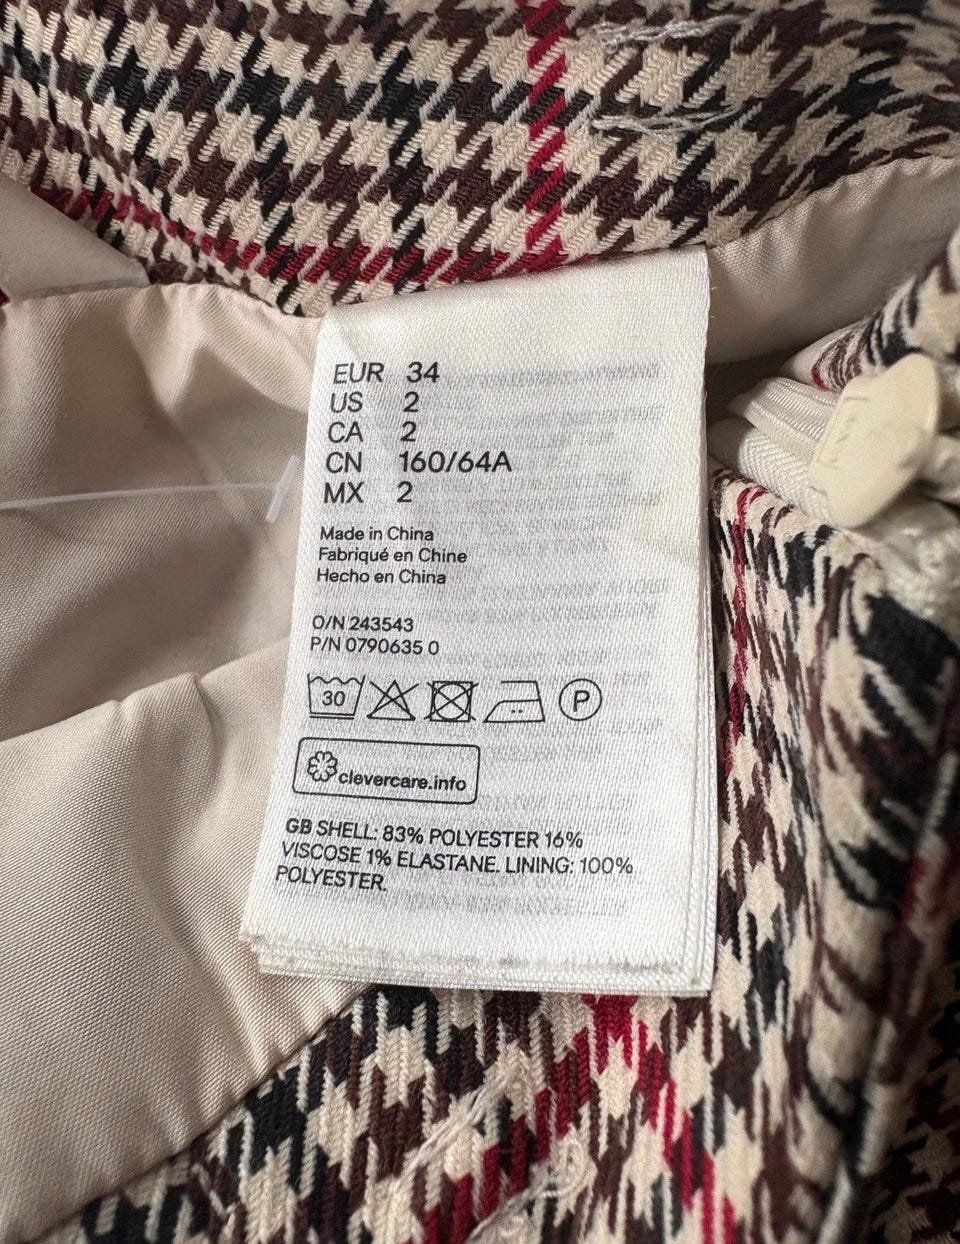 EUR 34
US 2
CA 2
CN 160/64A
MX 2
Made in China
Fabriqué en Chine
Hecho en China
O/N 243543
P/N 0790635 0
30 P
clevercare.info
GB SHELL: 83% POLYESTER 16%
VISCOSE 1% ELASTANE. LINING: 100%
POLYESTER.